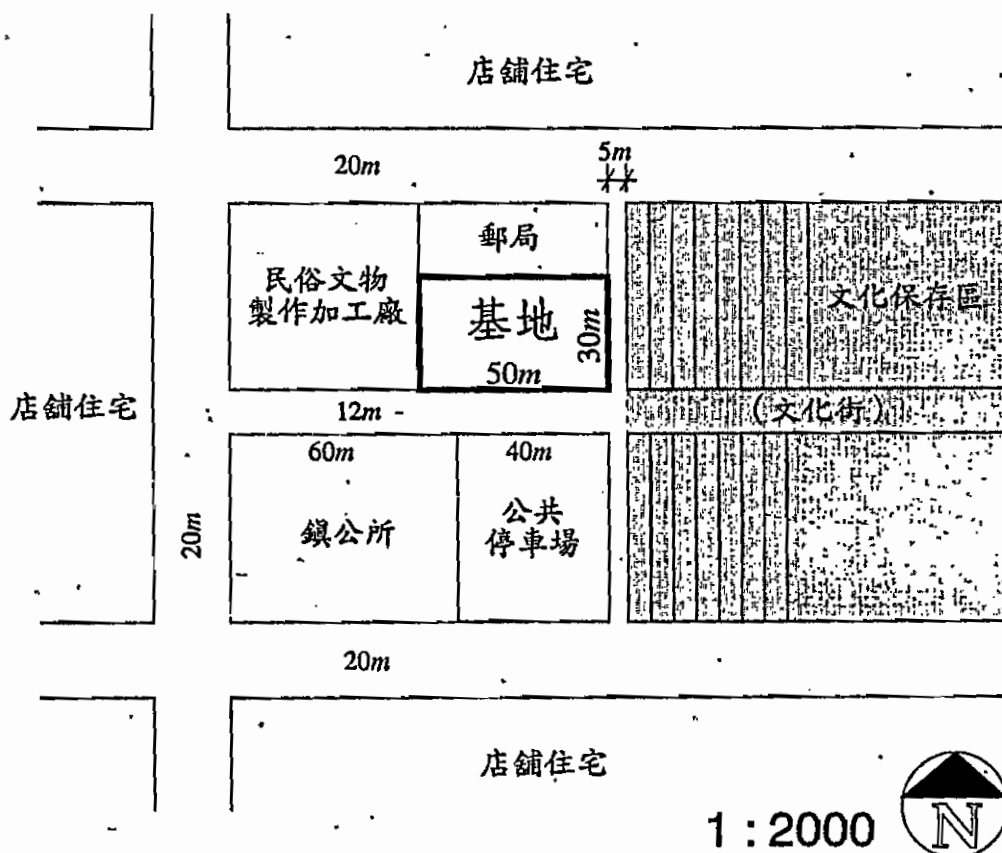 店舖住宅
20m
5m
郵局
民俗文物
製作加工廠
基地
30m
50m
文化保存區
店舖住宅
12m
(文化街)
60m
40m
20m
鎮公所
公共
停車場
20m
店舖住宅
1:2000
N